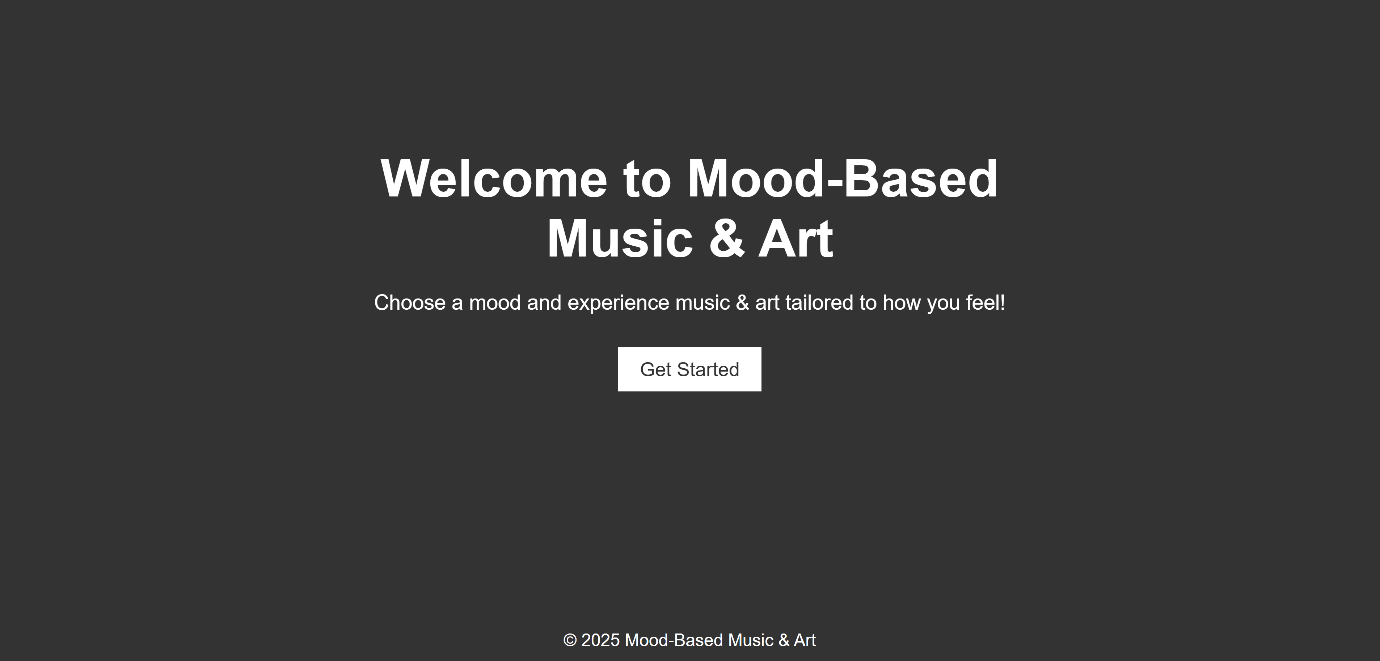 Welcome to Mood-Based
Music & Art
Choose a mood and experience music & art tailored to how you feel!
Get Started
© 2025 Mood-Based Music & Art